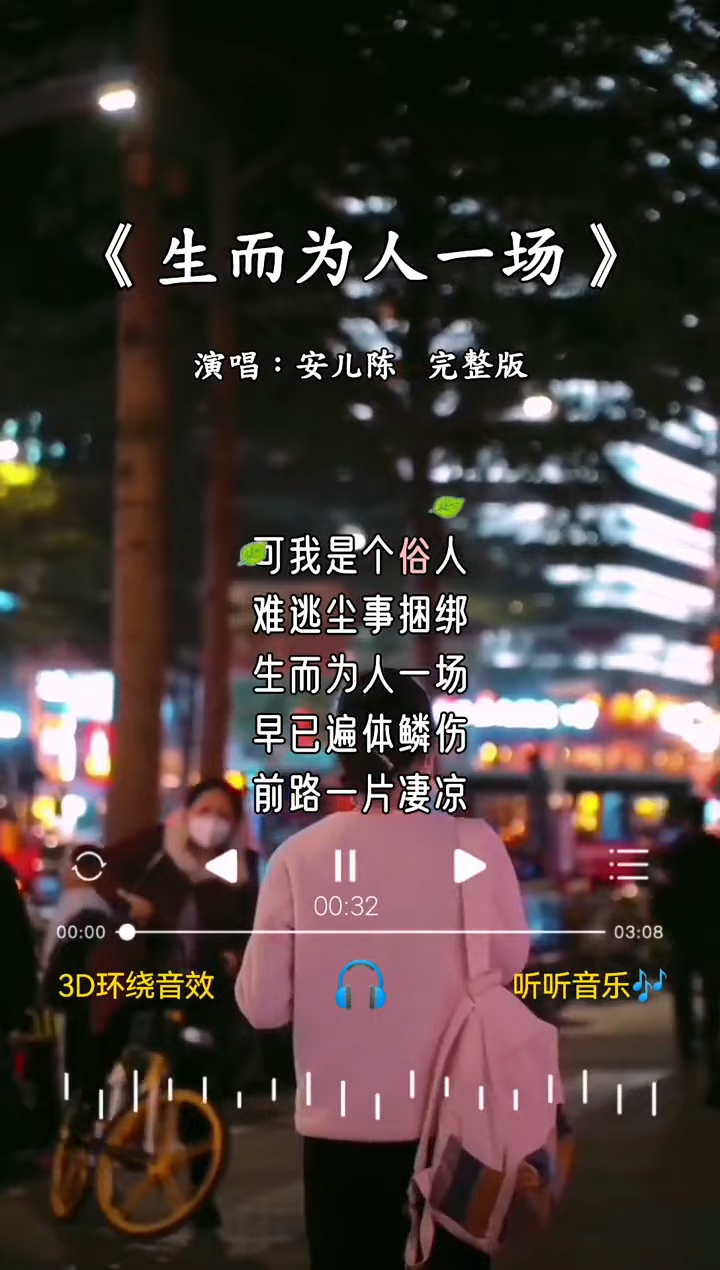 《生而为人一场》
演唱：安儿陈 完整版
可我是个俗人
难逃尘事捆绑
生而为人一场
早已遍体鳞伤
前路一片凄凉
00:32
00:00 03:08
3D环绕音效 听听音乐